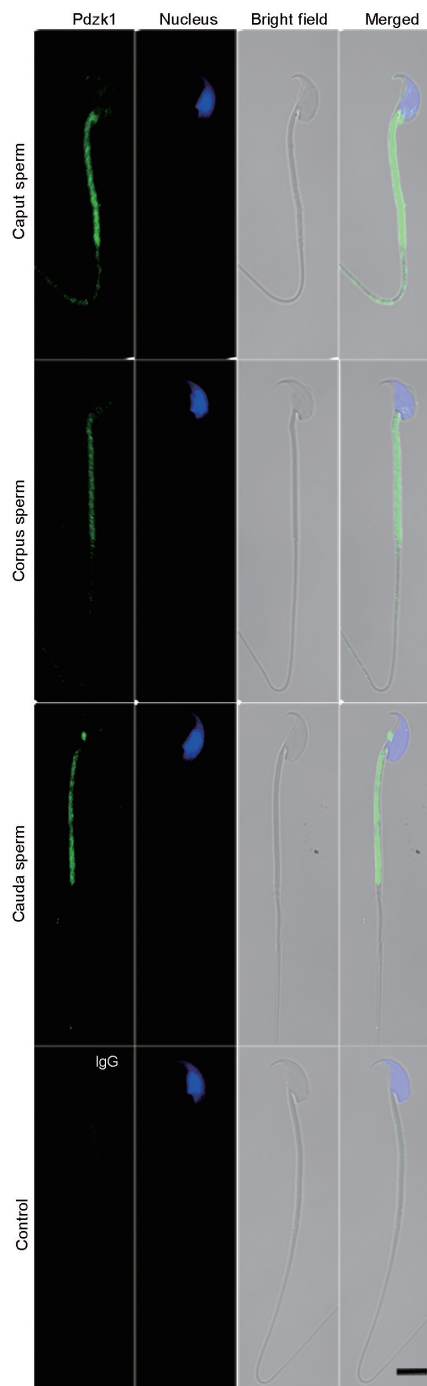 Pdzk1 Nucleus Bright field Merged
Caput sperm
Corpus sperm
Cauda sperm
IgG
Control